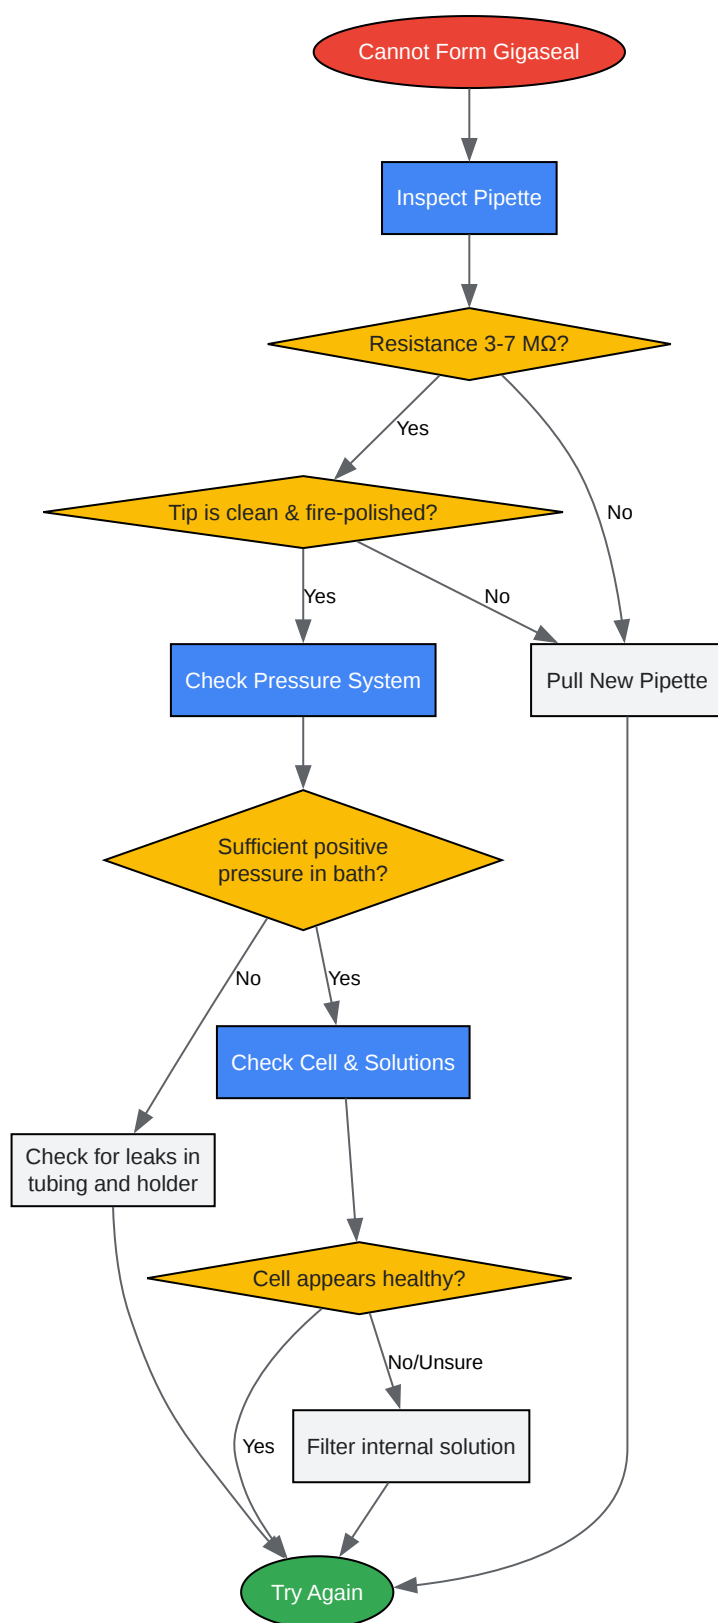 Cannot Form Gigaseal
Inspect Pipette
Resistance 3-7 MΩ?
Yes
No
Tip is clean & fire-polished?
Yes
No
Check Pressure System
Pull New Pipette
Sufficient positive
pressure in bath?
No
Yes
Check Cell & Solutions
Check for leaks in
tubing and holder
Cell appears healthy?
No/Unsure
Yes
Filter internal solution
Try Again